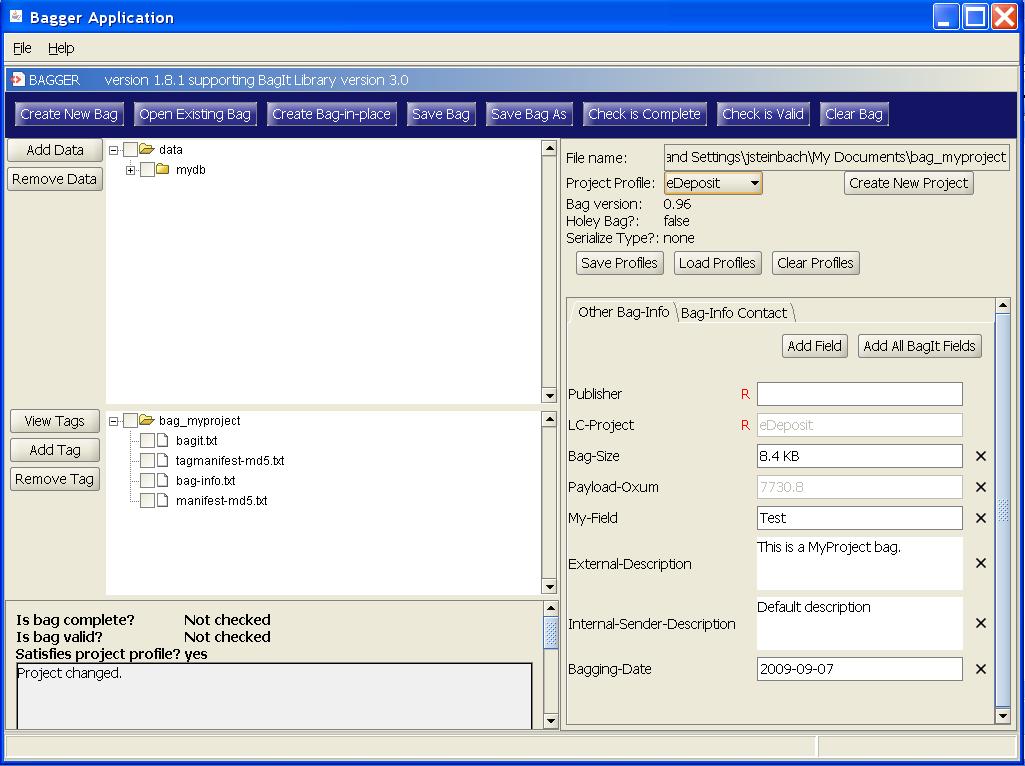 Bagger Application
File Help
BAGGER version 1.8.1 supporting BagIt Library version 3.0
Create New Bag Open Existing Bag Create Bag-in-place Save Bag Save Bag As Check is Complete Check is Valid Clear Bag
Add Data
Remove Data
data
mydb
View Tags
Add Tag
Remove Tag
bag_myproject
bagit.txt
tagmanifest-md5.txt
bag-info.txt
manifest-md5.txt
Is bag complete? Not checked
Is bag valid? Not checked
Satisfies project profile? yes
Project changed.
File name: and Settings\jsteinbach\My Documents\bag_myproject
Project Profile: eDeposit Create New Project
Bag version: 0.96
Holey Bag?: false
Serialize Type?: none
Save Profiles Load Profiles Clear Profiles
Other Bag-Info Bag-Info Contact
Add Field Add All BagIt Fields
Publisher R
LC-Project R eDeposit
Bag-Size 8.4 KB
Payload-Oxum 7730.8
My-Field Test
External-Description This is a MyProject bag.
Internal-Sender-Description Default description
Bagging-Date 2009-09-07